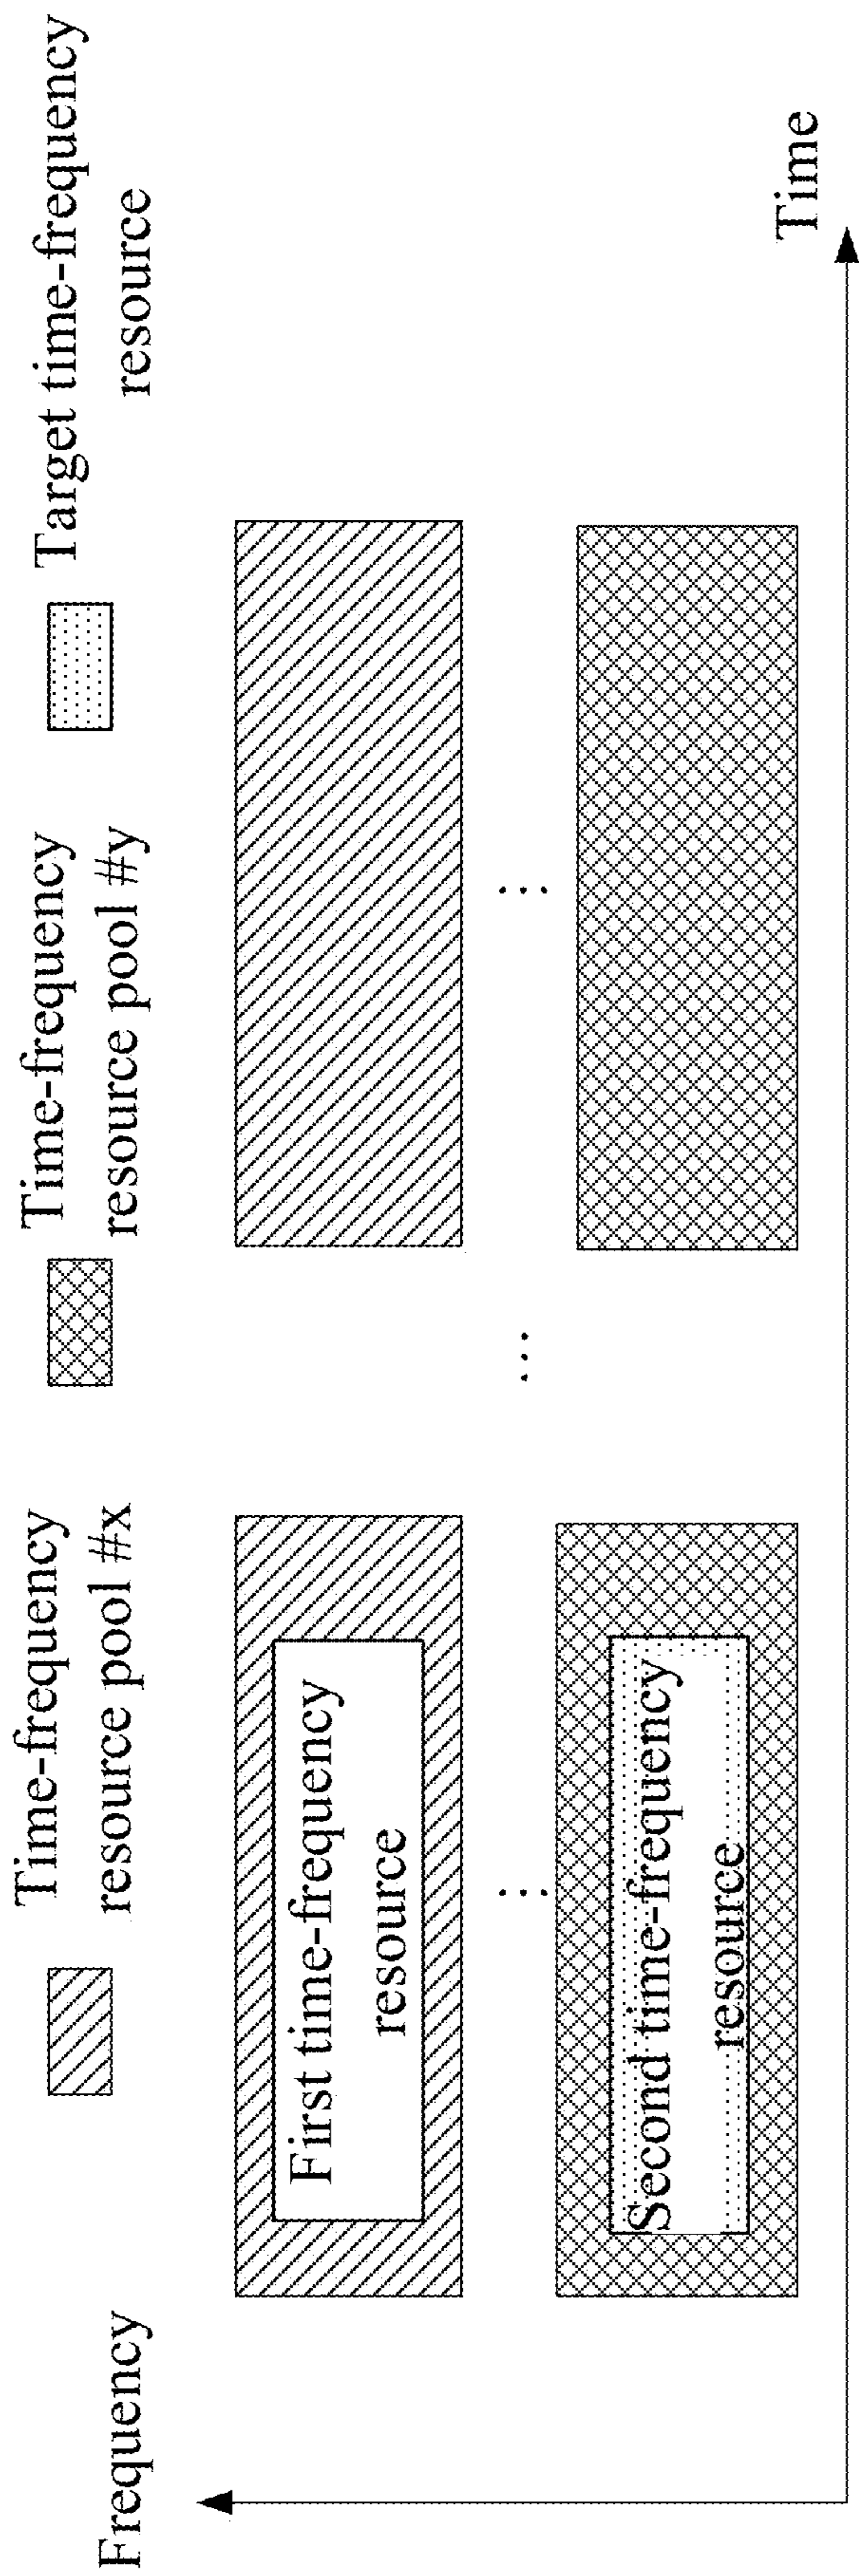 Frequency
Time-frequency
resource pool #x
Time-frequency
resource pool #y
Target time-frequency
resource
First time-frequency
resource
Second time-frequency
resource
Time